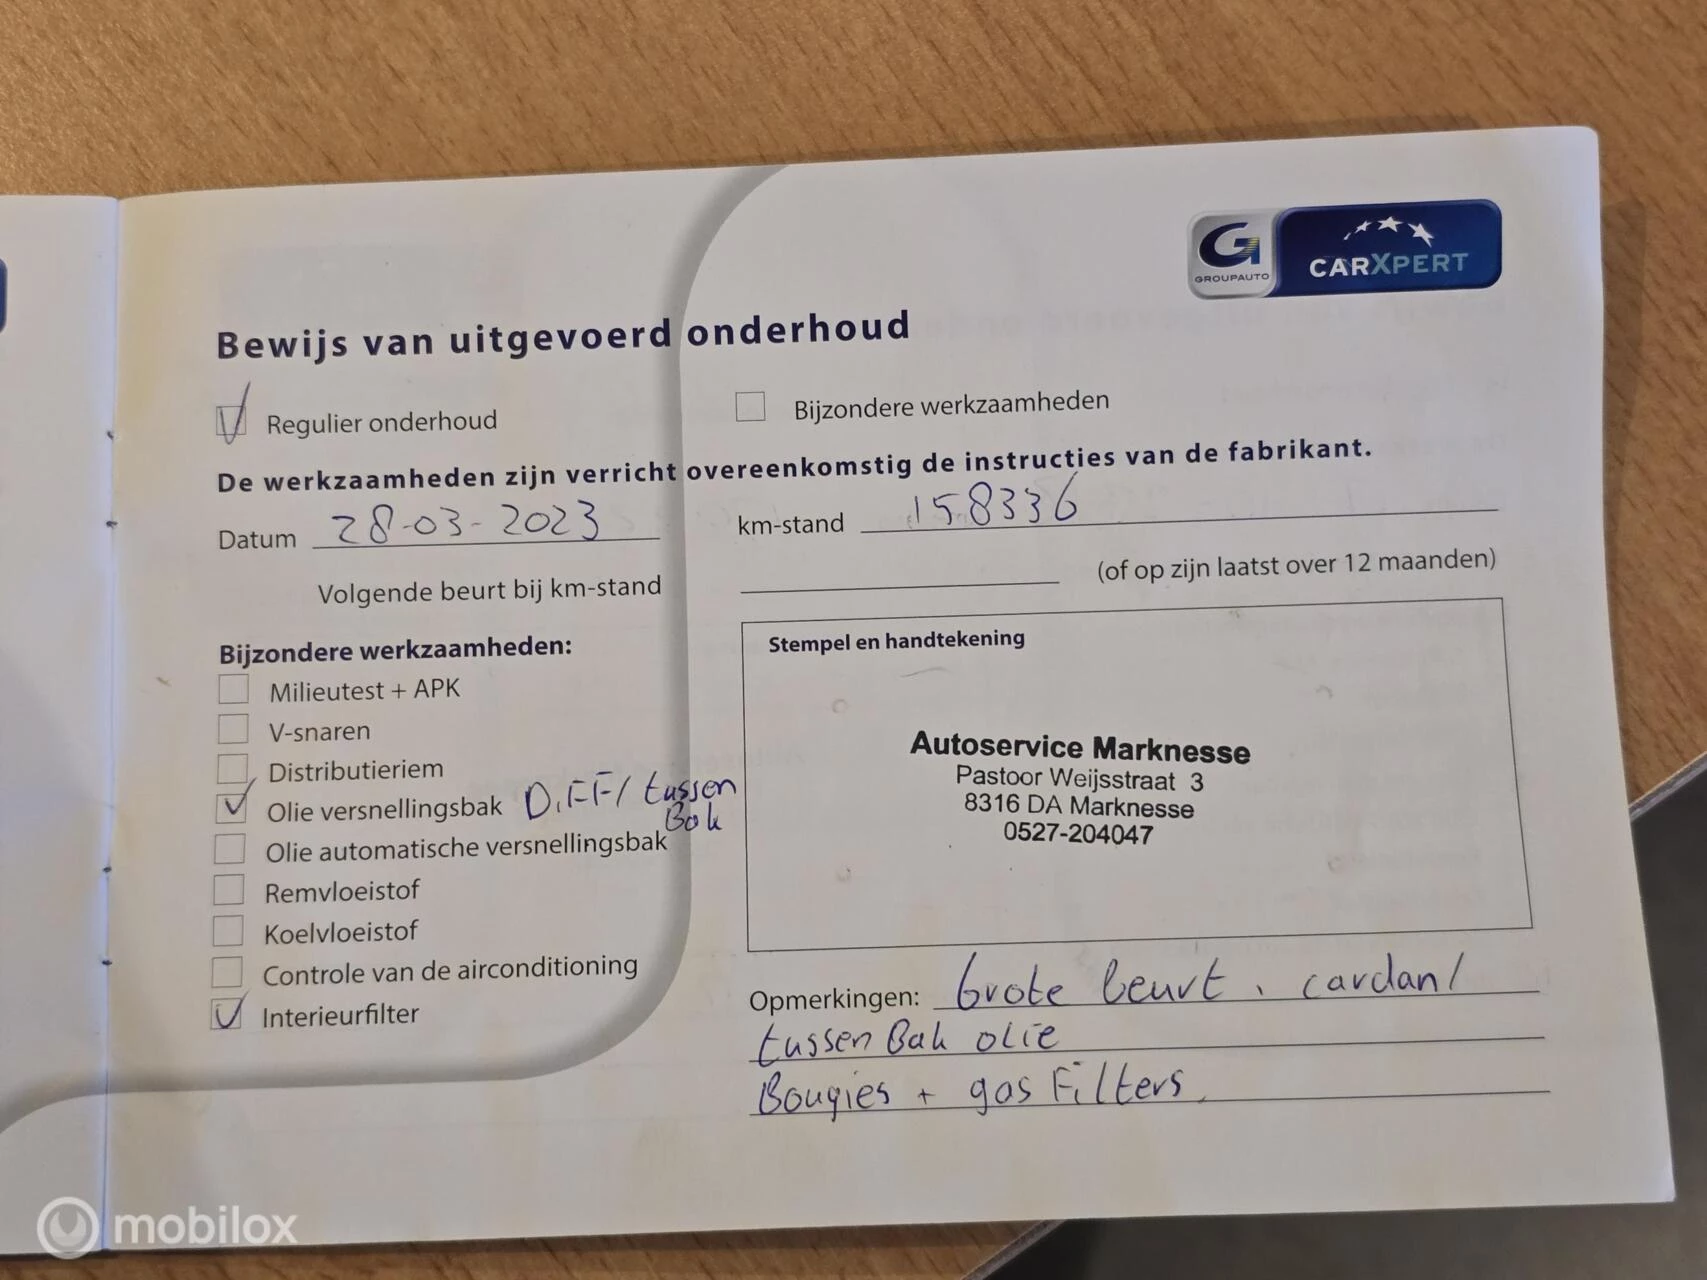 G
GROUPAUTO
CARXPERT
Bewijs van uitgevoerd onderhoud
Regulier onderhoud
Bijzondere werkzaamheden
De werkzaamheden zijn verricht overeenkomstig de instructies van de fabrikant.
Datum 28-03-2023
km-stand 158336
Volgende beurt bij km-stand
(of op zijn laatst over 12 maanden)
Bijzondere werkzaamheden:
Milieutest + APK
V-snaren
Distributieriem
Olie versnellingsbak Diff/tussen
Bak
Olie automatische versnellingsbak
Remvloeistof
Koelvloeistof
Controle van de airconditioning
Interieurfilter
Stempel en handtekening
Autoservice Marknesse
Pastoor Weijsstraat 3
8316 DA Marknesse
0527-204047
Opmerkingen: Grote beurt, cardan/
tussen Bak olie
Bougies + gas Filters,
mobilox